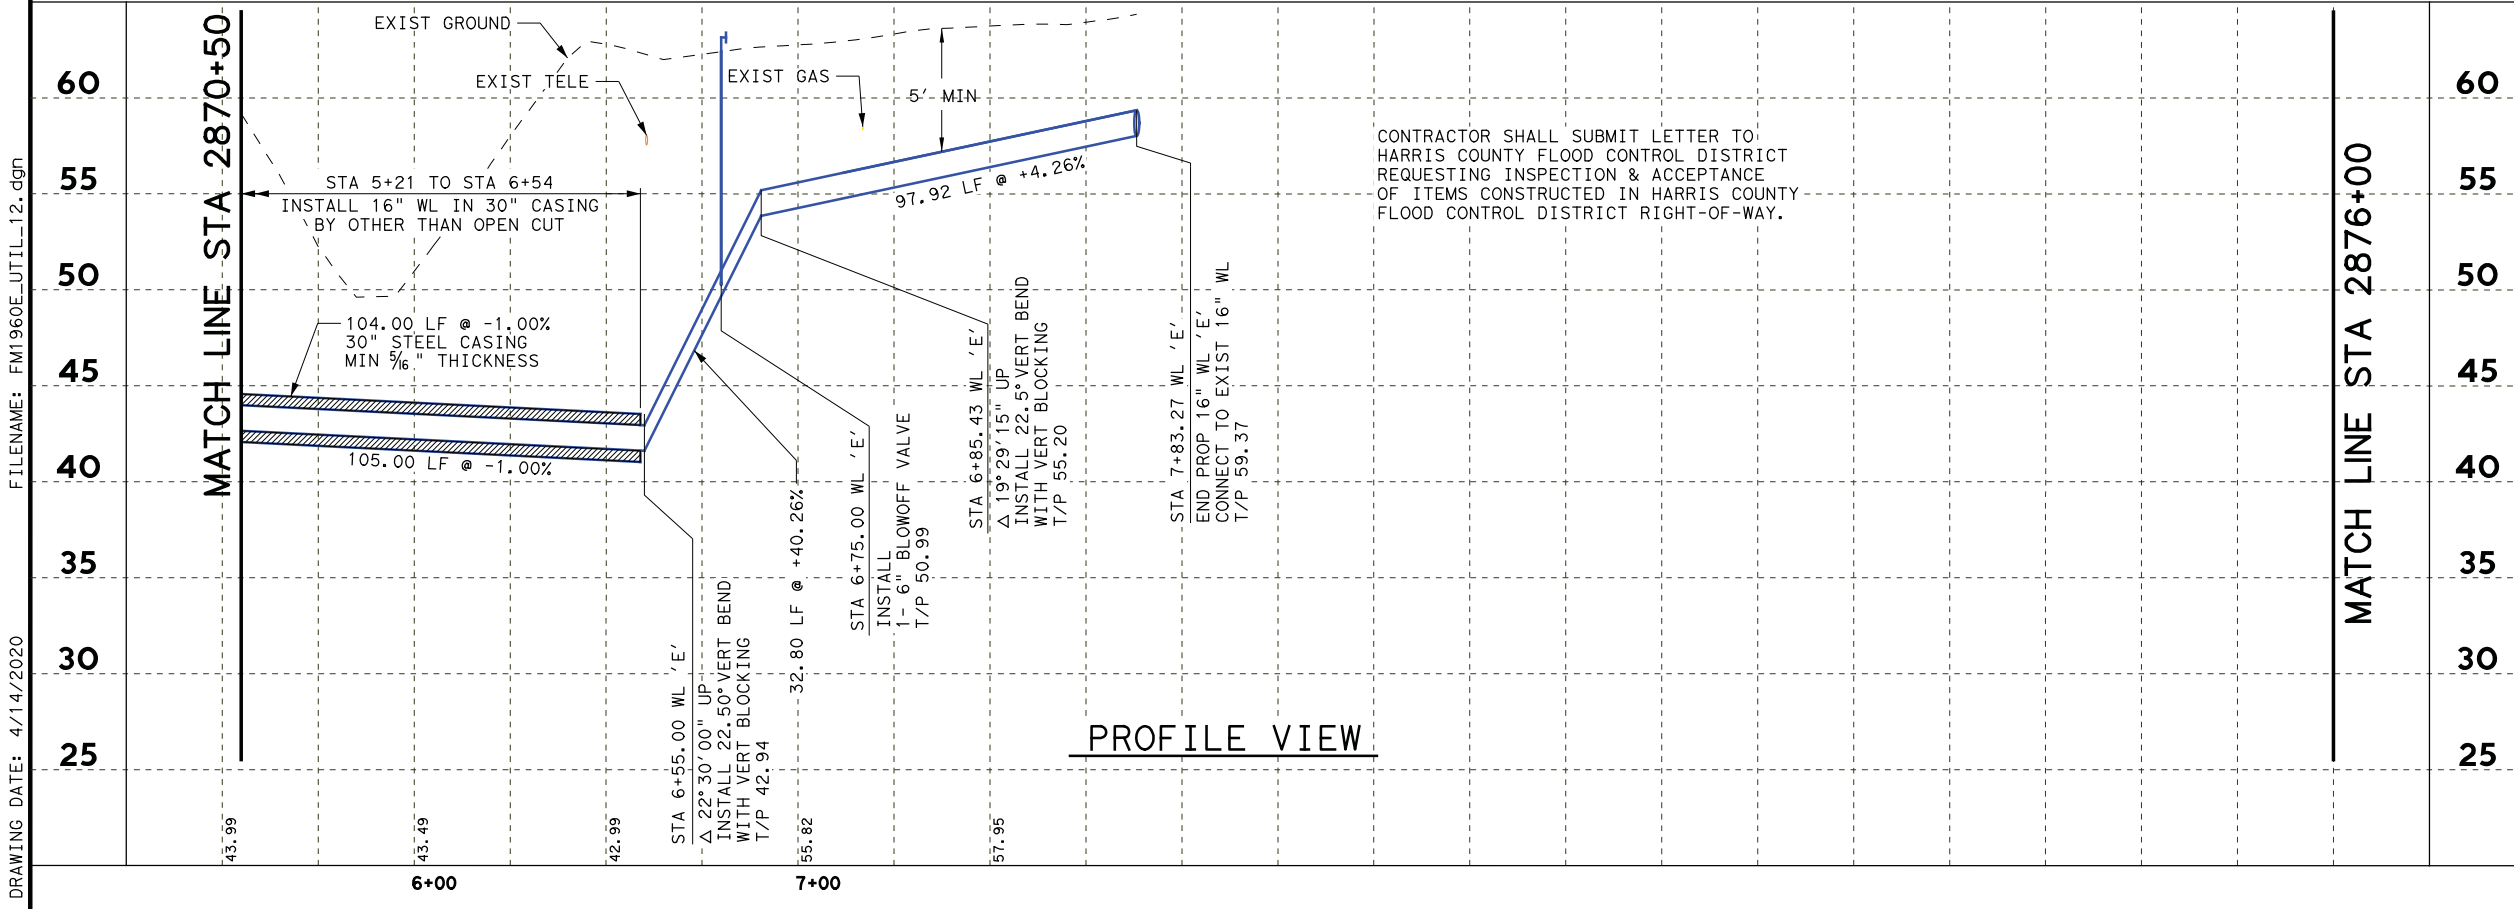 FILENAME: FM1960E_UTIL_12.dgn
DRAWING DATE: 4/14/2020
60
55
50
45
40
35
30
25
MATCH LINE STA 2870+50
EXIST GROUND
EXIST TELE
EXIST GAS
5' MIN
STA 5+21 TO STA 6+54
INSTALL 16" WL IN 30" CASING
BY OTHER THAN OPEN CUT
104.00 LF @ -1.00%
30" STEEL CASING
MIN 5/16" THICKNESS
105.00 LF @ -1.00%
97.92 LF @ +4.26%
CONTRACTOR SHALL SUBMIT LETTER TO
HARRIS COUNTY FLOOD CONTROL DISTRICT
REQUESTING INSPECTION & ACCEPTANCE
OF ITEMS CONSTRUCTED IN HARRIS COUNTY
FLOOD CONTROL DISTRICT RIGHT-OF-WAY.
STA 6+55.00 WL 'E'
Δ 22°30'00" UP
INSTALL 22.50° VERT BEND
WITH VERT BLOCKING
T/P 42.94
32.80 LF @ +40.26%
STA 6+75.00 WL 'E'
INSTALL
1- 6" BLOWOFF VALVE
T/P 50.99
STA 6+85.43 WL 'E'
Δ 19°29'15" UP
INSTALL 22.5° VERT BEND
WITH VERT BLOCKING
T/P 55.20
STA 7+83.27 WL 'E'
END PROP 16" WL 'E'
CONNECT TO EXIST 16" WL
T/P 59.37
MATCH LINE STA 2876+00
60
55
50
45
40
35
30
25
PROFILE VIEW
43.99
43.49
42.99
55.82
57.95
6+00
7+00